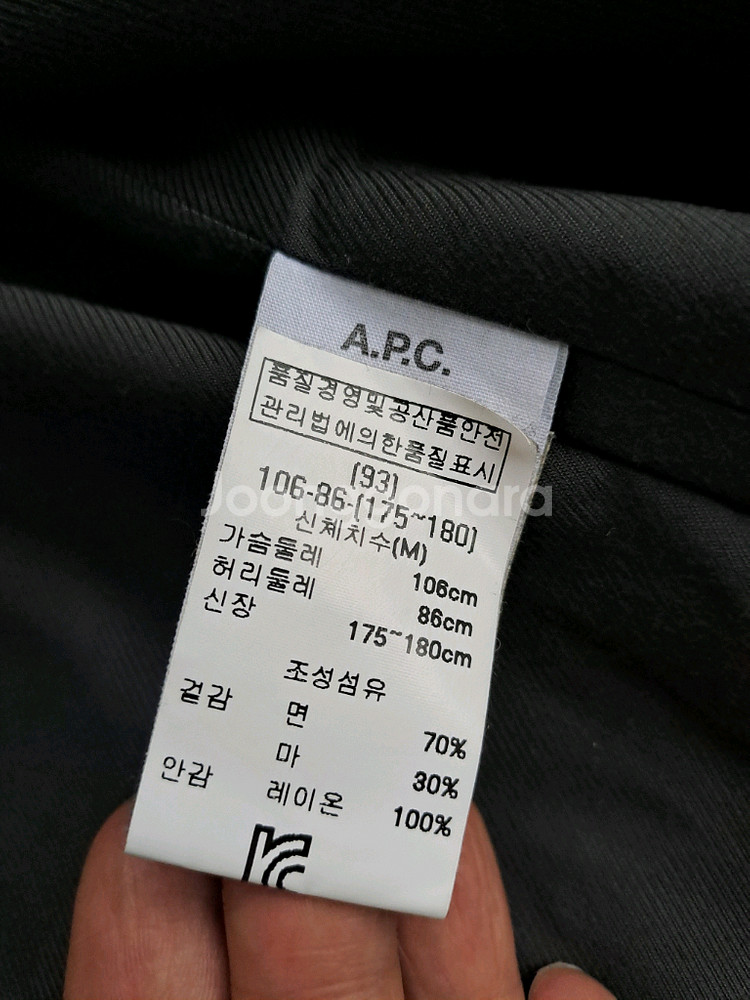 A.P.C.
품질경영및공산품안전
관리법에의한품질표시
(93)
106-86-(175~180)
Joonggonara
신체치수(M)
가슴둘레 106cm
허리둘레 86cm
신장 175~180cm
조성섬유
겉감 면 70%
마 30%
안감 레이온 100%